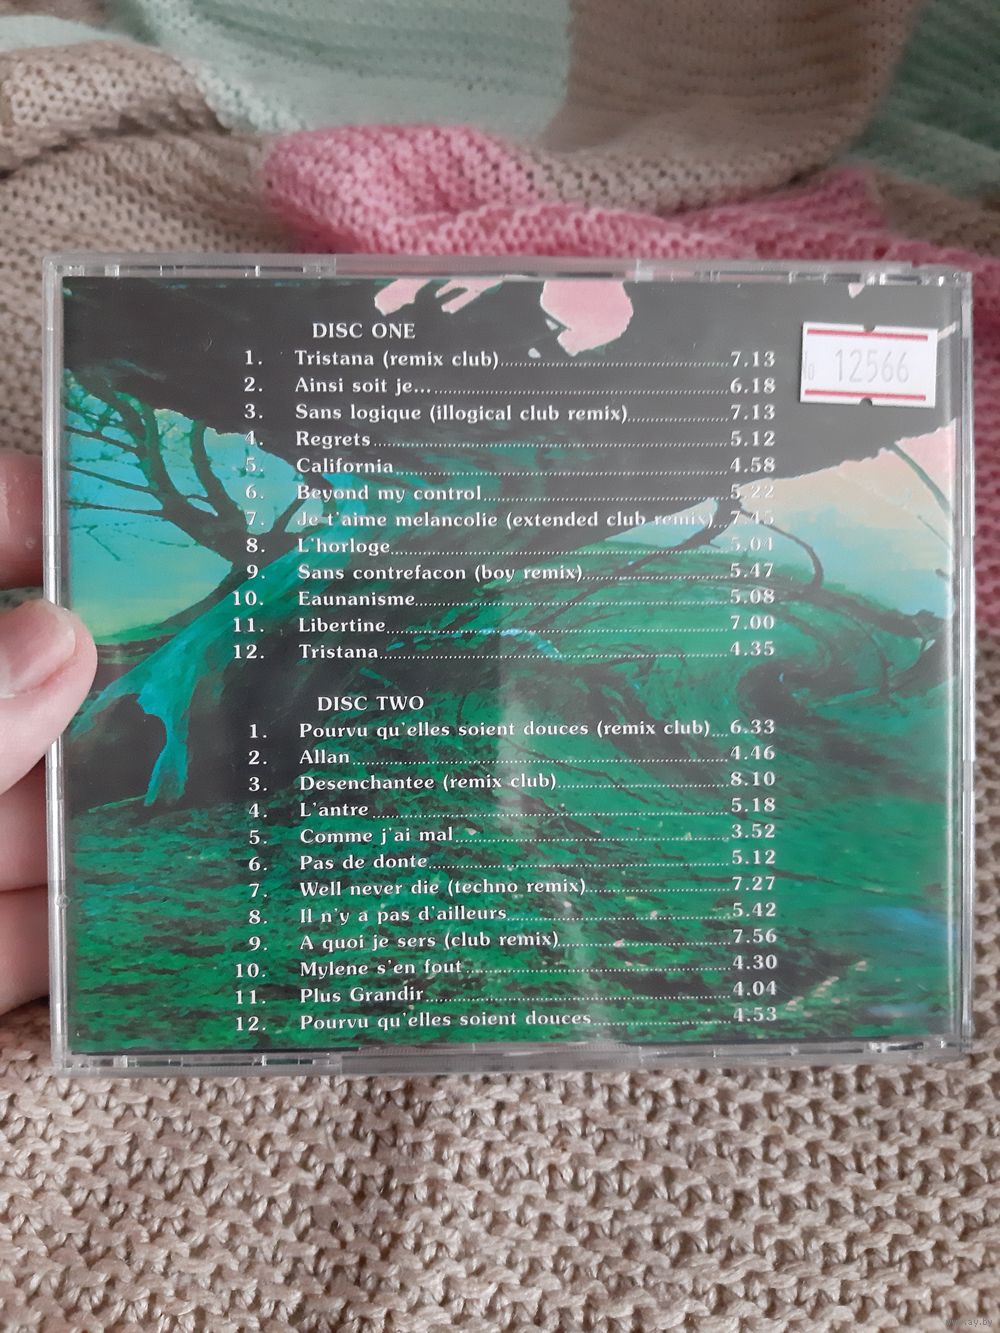 DISC ONE
1. Tristana (remix club)........7.13
2. Ainsi soit je...........6.18
3. Sans logique (illogical club remix)........7.13
4. Regrets........5.12
5. California........4.58
6. Beyond my control........5.22
7. Je t'aime melancolie (extended club remix)...7.45
8. L'horloge........5.04
9. Sans contrefacon (boy remix)........5.47
10. Eaunanisme........5.08
11. Libertine........7.00
12. Tristana........4.35
DISC TWO
1. Pourvu qu'elles soient douces (remix club)...6.33
2. Allan........4.46
3. Desenchantee (remix club)........8.10
4. L'antre........5.18
5. Comme j'ai mal........3.52
6. Pas de donte........5.12
7. Well never die (techno remix)........7.27
8. Il n'y a pas d'ailleurs........5.42
9. A quoi je sers (club remix)........7.56
10. Mylene s'en fout........4.30
11. Plus Grandir........4.04
12. Pourvu qu'elles soient douces........4.53
12566
www.ay.by